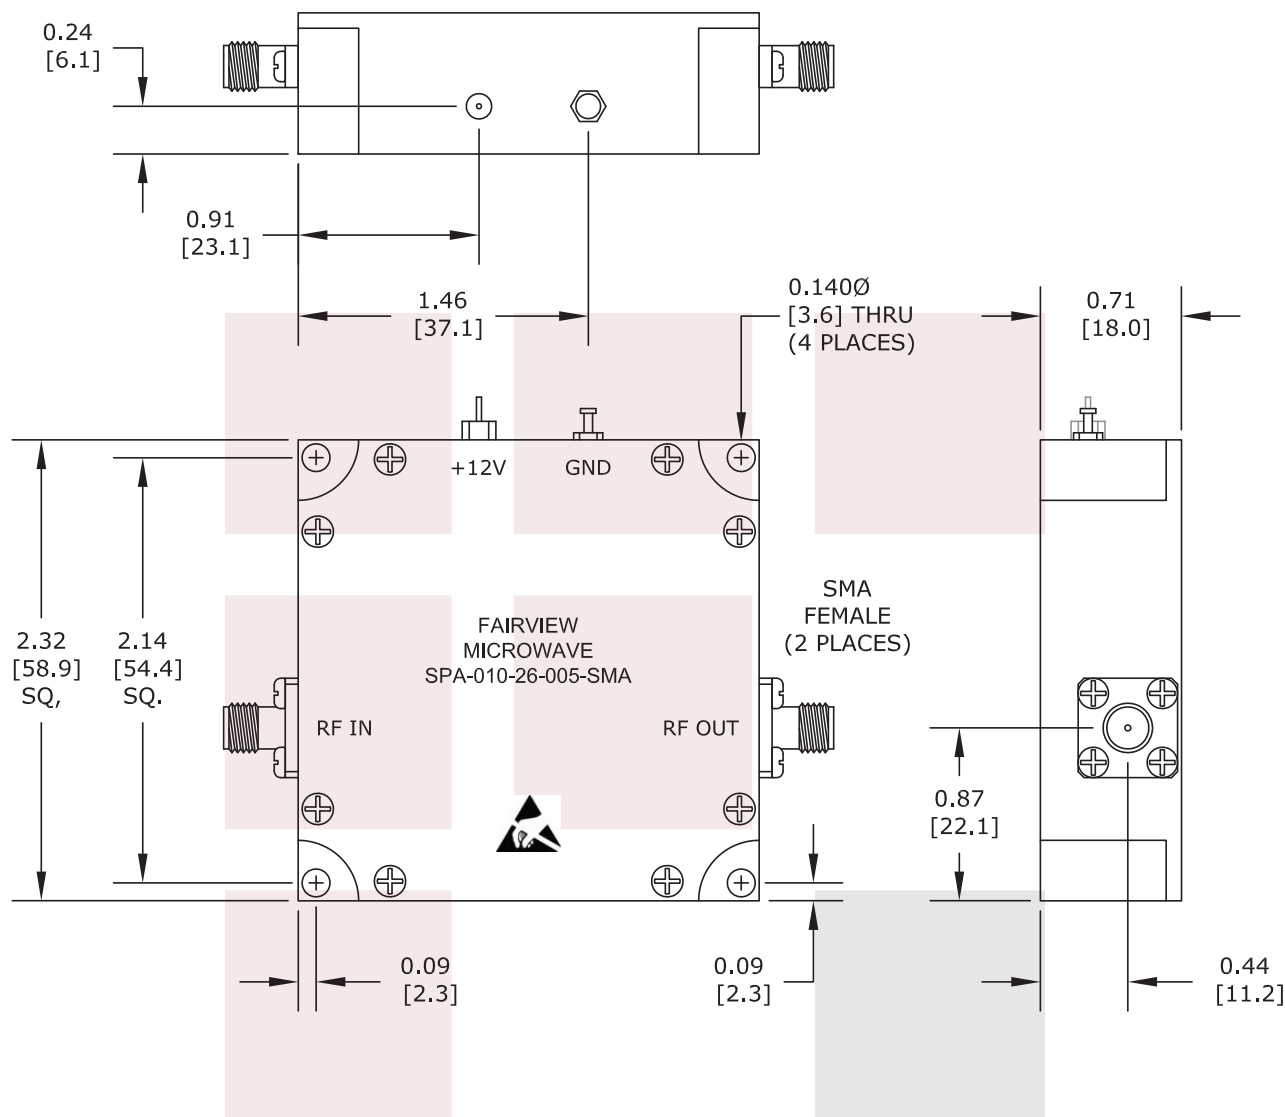 0.24
[6.1]
0.91
[23.1]
1.46
[37.1]
0.140Ø
[3.6] THRU
(4 PLACES)
0.71
[18.0]
+12V
GND
2.32
[58.9]
SQ,
2.14
[54.4]
SQ.
FAIRVIEW
MICROWAVE
SPA-010-26-005-SMA
SMA
FEMALE
(2 PLACES)
RF IN
RF OUT
0.87
[22.1]
0.09
[2.3]
0.09
[2.3]
0.44
[11.2]